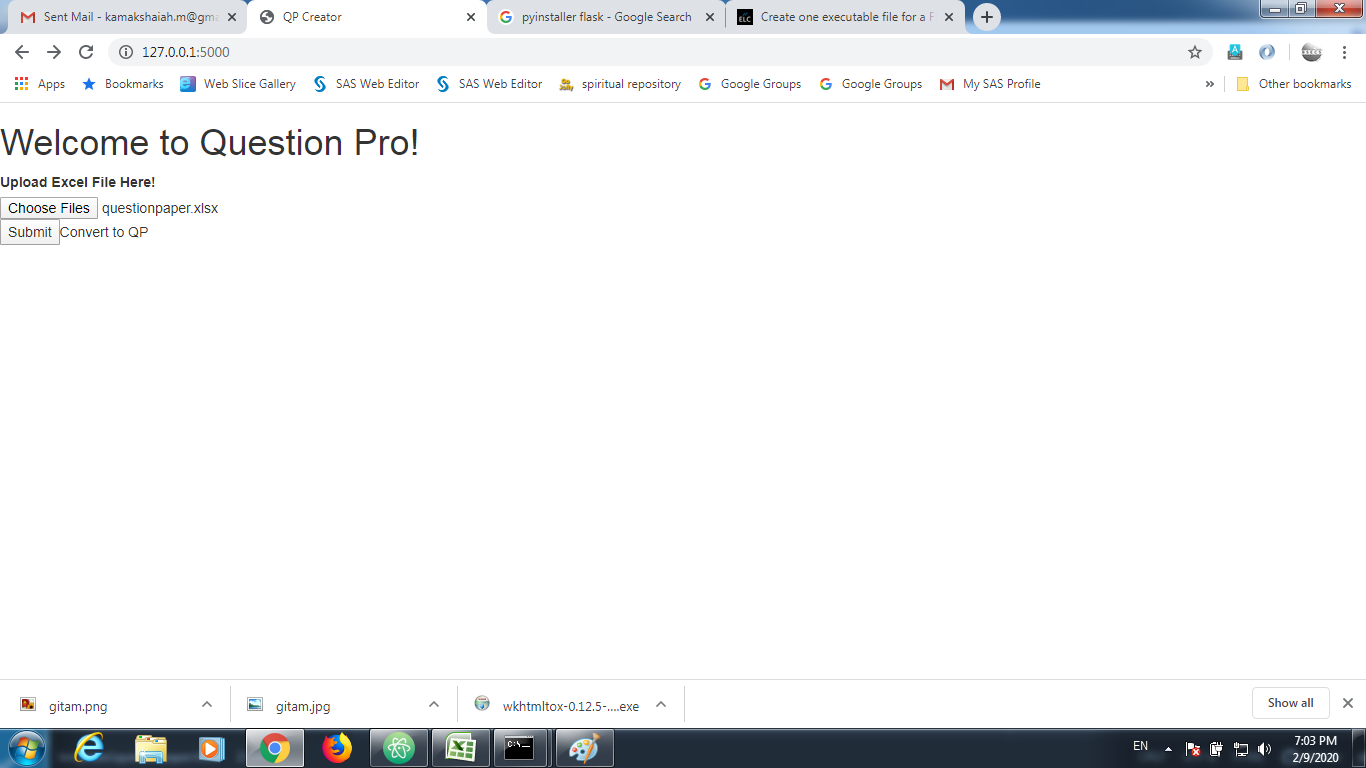 Sent Mail - kamakshaiah.m@gma
QP Creator
pyinstaller flask - Google Search
Create one executable file for a F
127.0.0.1:5000
Apps
Bookmarks
Web Slice Gallery
SAS Web Editor
SAS Web Editor
spiritual repository
Google Groups
Google Groups
My SAS Profile
»
Other bookmarks
Welcome to Question Pro!
Upload Excel File Here!
Choose Files questionpaper.xlsx
Submit Convert to QP
gitam.png
gitam.jpg
wkhtmltox-0.12.5-....exe
Show all
EN
7:03 PM
2/9/2020